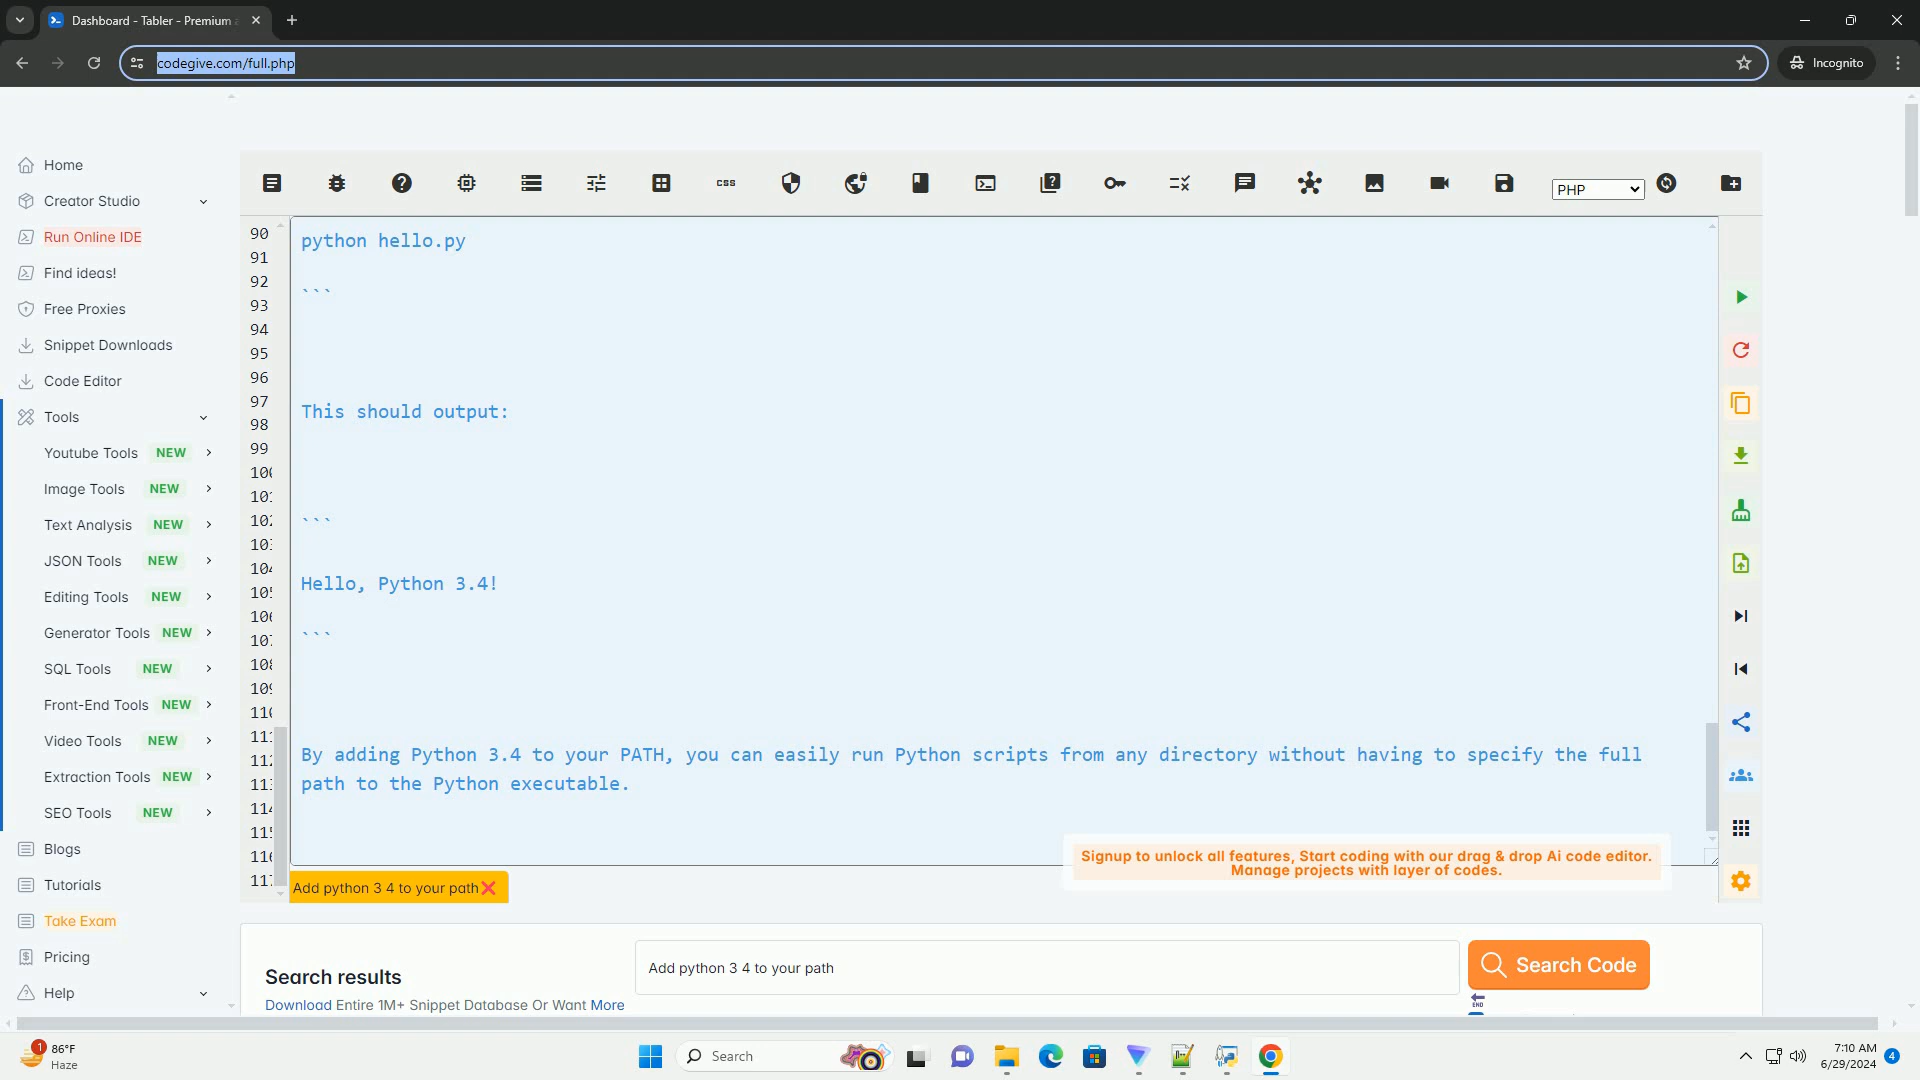 Dashboard - Tabler - Premium
codegive.com/full.php
Incognito
Home
Creator Studio
Run Online IDE
Find ideas!
Free Proxies
Snippet Downloads
Code Editor
Tools
Youtube Tools NEW
Image Tools NEW
Text Analysis NEW
JSON Tools NEW
Editing Tools NEW
Generator Tools NEW
SQL Tools NEW
Front-End Tools NEW
Video Tools NEW
Extraction Tools NEW
SEO Tools NEW
Blogs
Tutorials
Take Exam
Pricing
Help
css
PHP
90
91
92
93
94
95
96
97
98
99
python hello.py
```
This should output:
```
Hello, Python 3.4!
```
By adding Python 3.4 to your PATH, you can easily run Python scripts from any directory without having to specify the full
path to the Python executable.
Signup to unlock all features, Start coding with our drag & drop Ai code editor.
Manage projects with layer of codes.
Add python 3 4 to your path
Search results
Add python 3 4 to your path
Search Code
Download Entire 1M+ Snippet Database Or Want More
END
1
86°F
Haze
Search
7:10 AM
6/29/2024
4